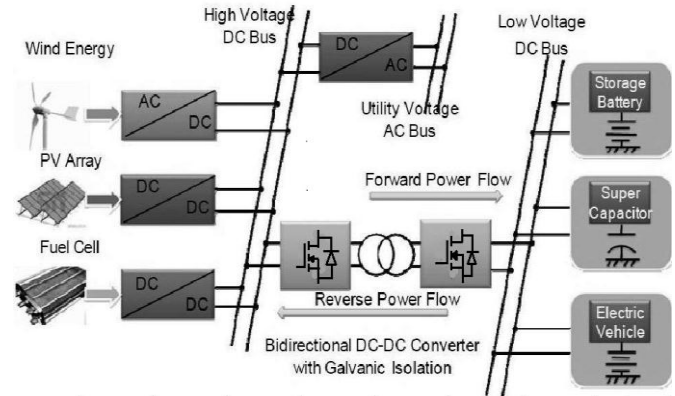 High Voltage
DC Bus
Low Voltage
DC Bus
Wind Energy
DC
AC
Storage
Battery
AC
DC
Utility Voltage
AC Bus
PV Array
DC
DC
Forward Power Flow
Super
Capacitor
Fuel Cell
DC
DC
Reverse Power Flow
Electric
Vehicle
Bidirectional DC-DC Converter
with Galvanic Isolation